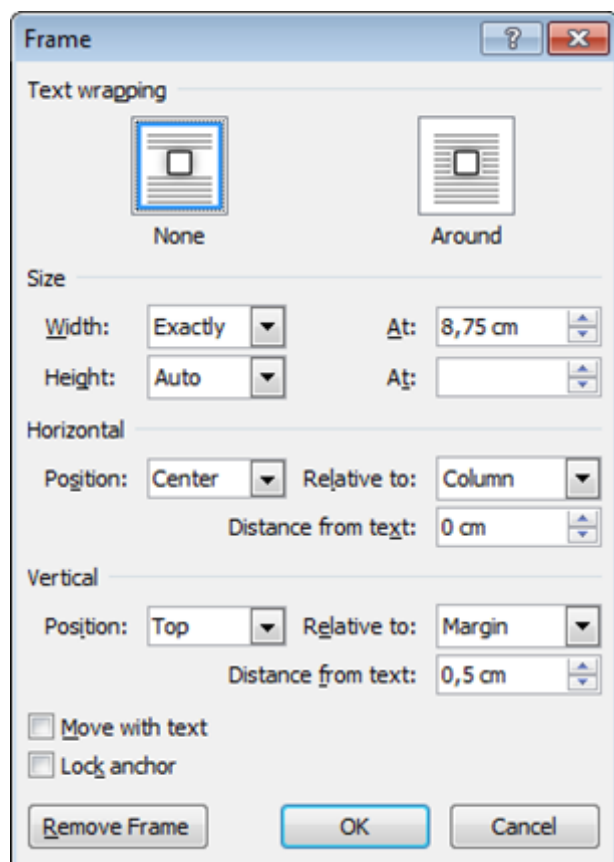 Frame
Text wrapping
None Around
Size
Width: Exactly At: 8,75 cm
Height: Auto At:
Horizontal
Position: Center Relative to: Column
Distance from text: 0 cm
Vertical
Position: Top Relative to: Margin
Distance from text: 0,5 cm
Move with text
Lock anchor
Remove Frame OK Cancel